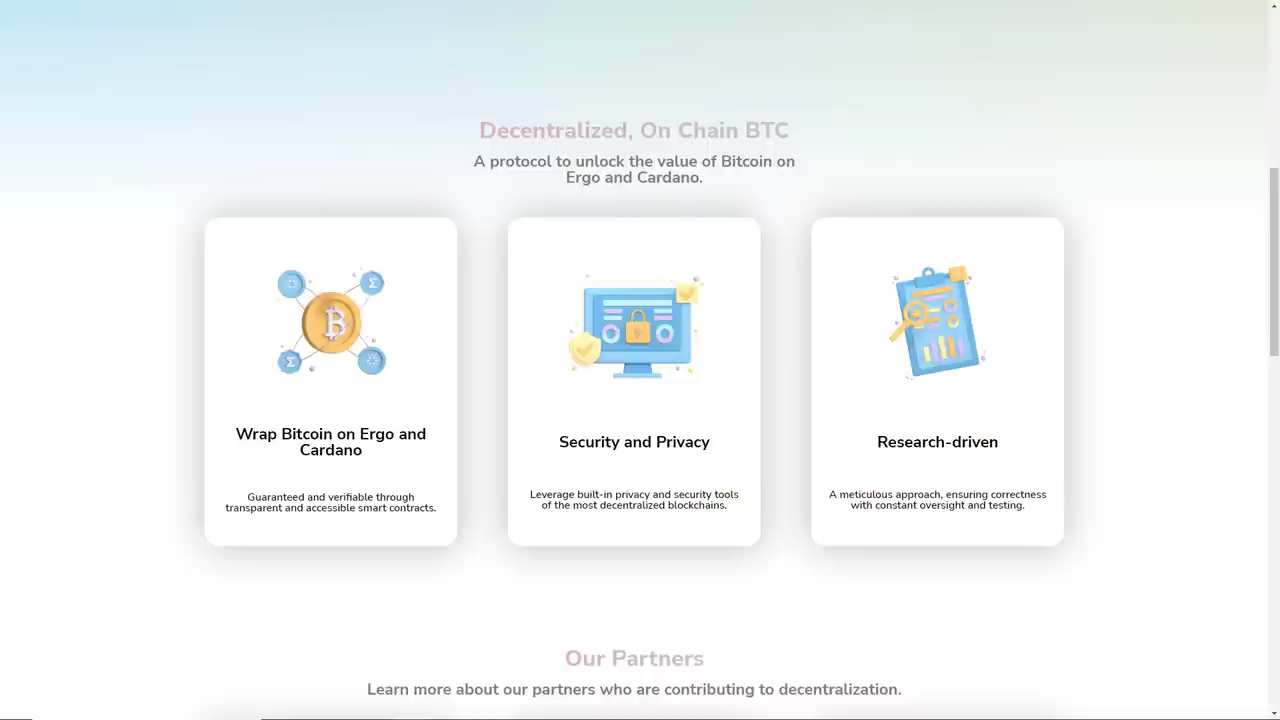 Decentralized, On Chain BTC
A protocol to unlock the value of Bitcoin on
Ergo and Cardano.
Wrap Bitcoin on Ergo and
Cardano
Guaranteed and verifiable through
transparent and accessible smart contracts.
Security and Privacy
Leverage built-in privacy and security tools
of the most decentralized blockchains.
Research-driven
A meticulous approach, ensuring correctness
with constant oversight and testing.
Our Partners
Learn more about our partners who are contributing to decentralization.